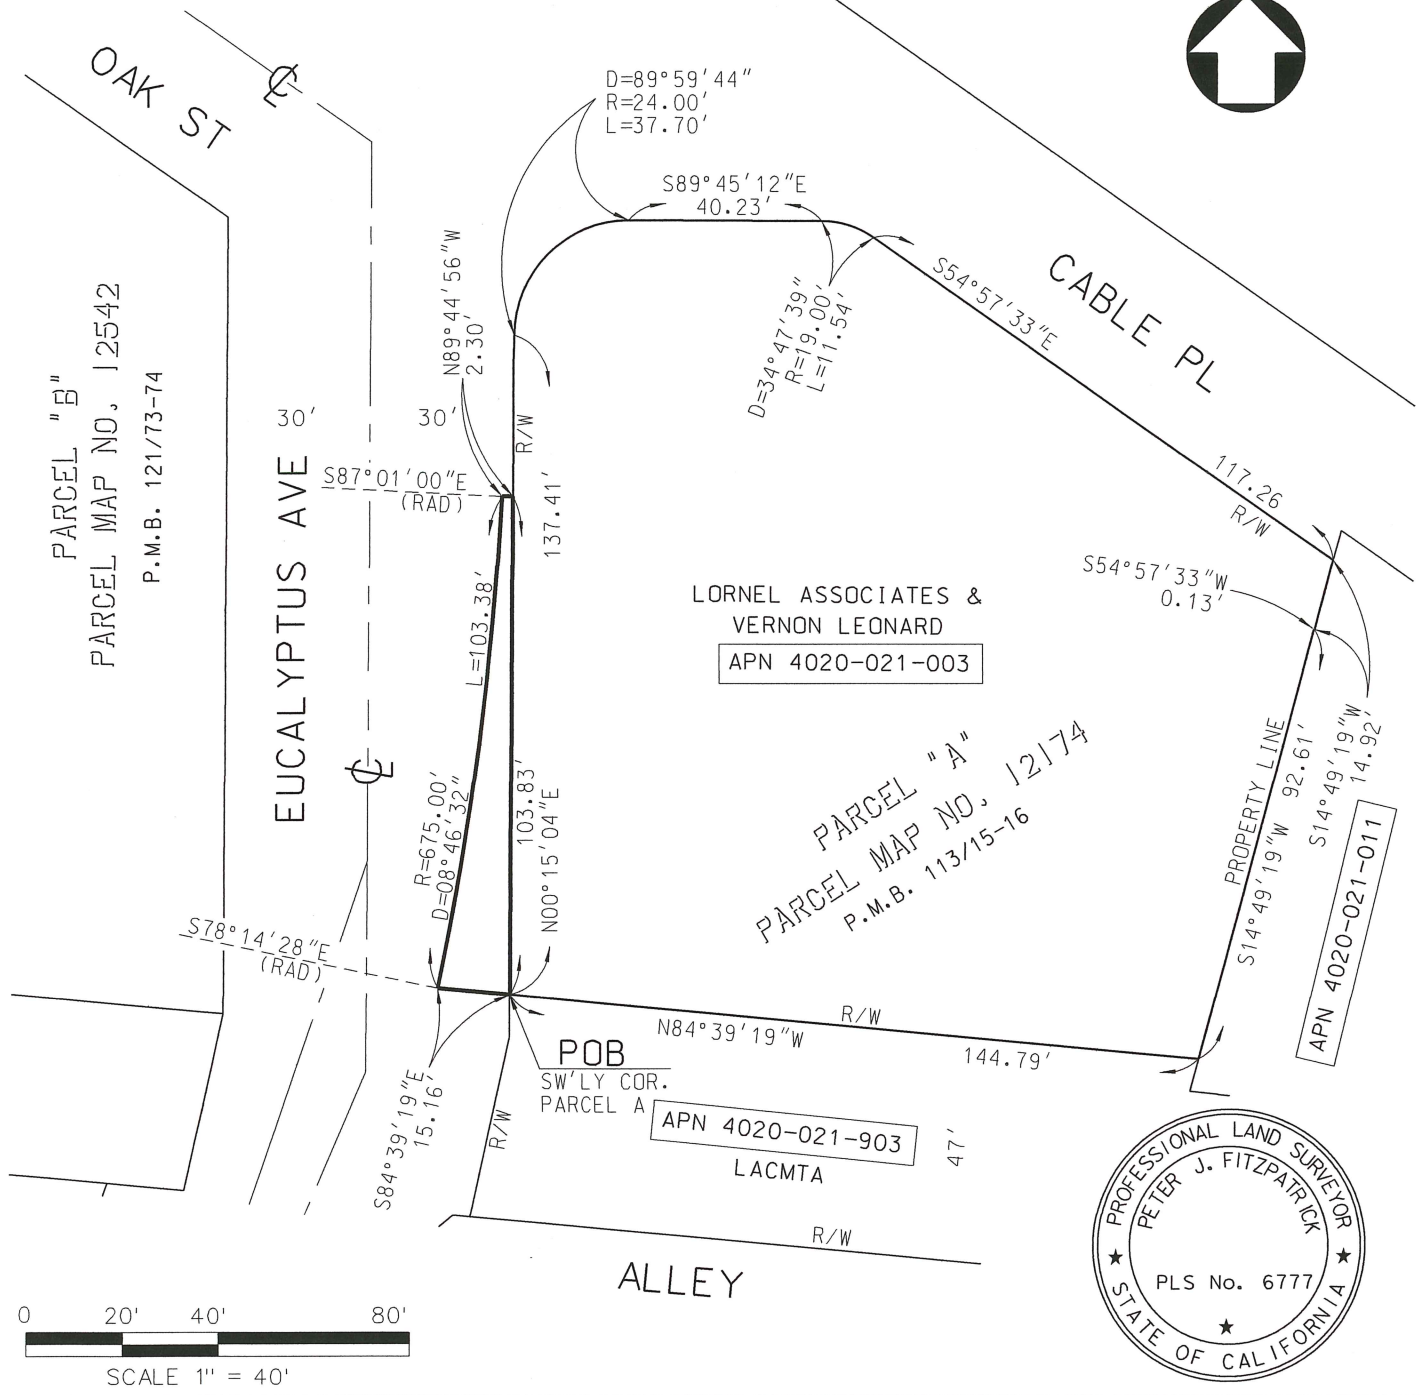 OAK ST
℄
D=89°59'44"
R=24.00'
L=37.70'
S89°45'12"E
40.23'
N89°44'56"W
2.30'
D=34°47'39"
R=19.00'
L=11.54'
S54°57'33"E
CABLE PL
117.26
R/W
PARCEL "B"
PARCEL MAP NO. 12542
P.M.B. 121/73-74
30'
30'
R/W
EUCALYPTUS AVE
S87°01'00"E
(RAD)
137.41'
S54°57'33"W
0.13'
LORNEL ASSOCIATES &
VERNON LEONARD
APN 4020-021-003
L=103.38'
R=675.00'
D=08°46'32"
103.83'
N00°15'04"E
℄
PARCEL "A"
PARCEL MAP NO. 12174
P.M.B. 113/15-16
PROPERTY LINE
S14°49'19"W 92.61'
S14°49'19"W
14.92'
APN 4020-021-011
S78°14'28"E
(RAD)
R/W
N84°39'19"W
144.79'
POB
SW'LY COR.
PARCEL A
S84°39'19"E
15.16'
R/W
APN 4020-021-903
LACMTA
47'
R/W
ALLEY
PROFESSIONAL LAND SURVEYOR
PETER J. FITZPATRICK
PLS No. 6777
STATE OF CALIFORNIA
0 20' 40' 80'
SCALE 1" = 40'